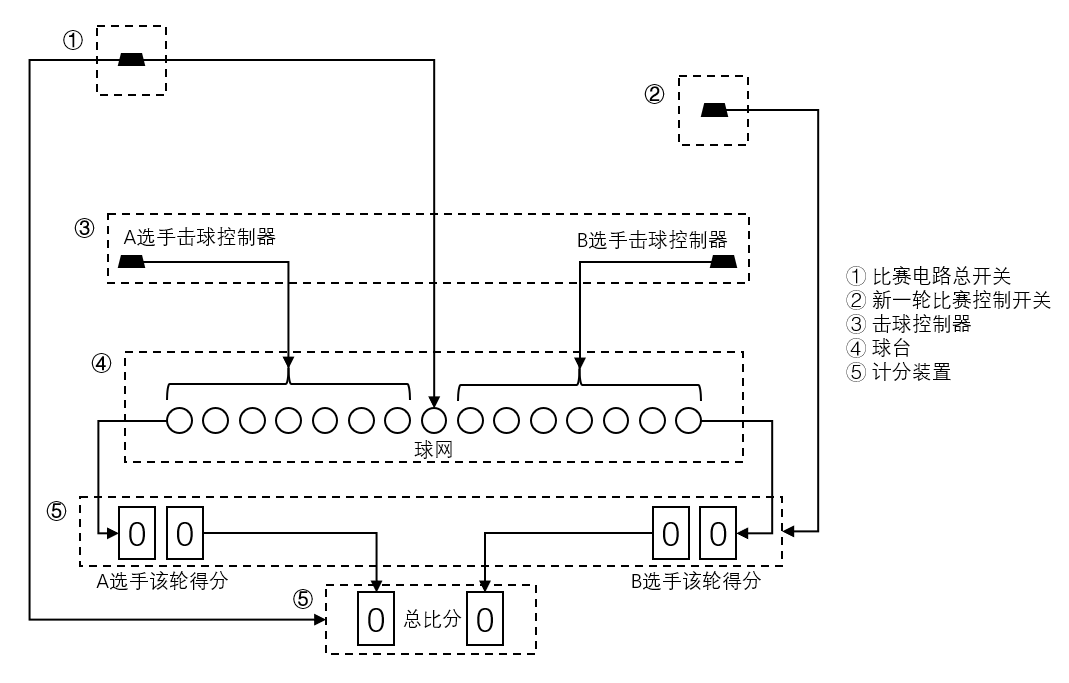 ①
②
③
A选手击球控制器
B选手击球控制器
① 比赛电路总开关
② 新一轮比赛控制开关
③ 击球控制器
④ 球台
⑤ 计分装置
④
球网
⑤
0 0
0 0
A选手该轮得分
B选手该轮得分
⑤
0 总比分 0